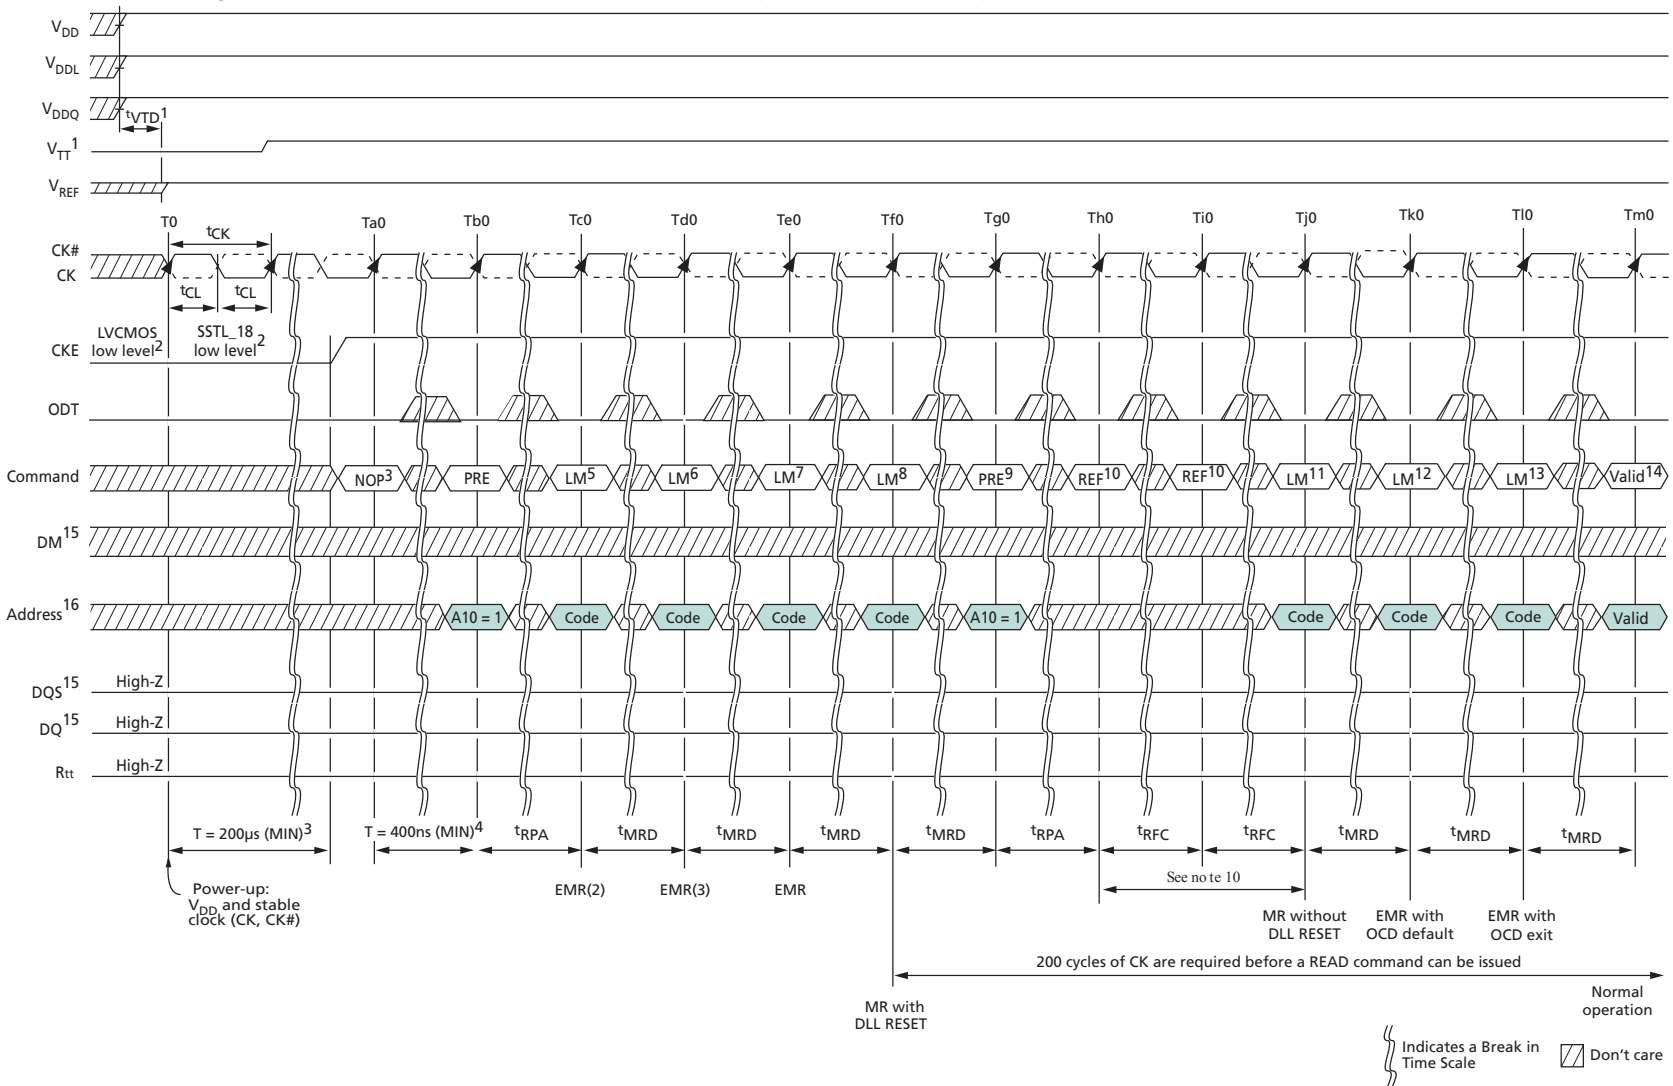 VDD
VDDL
VDDQ
tVTD1
VTT1
VREF
T0 Ta0 Tb0 Tc0 Td0 Te0 Tf0 Tg0 Th0 Ti0 Tj0 Tk0 Tl0 Tm0
tCK
CK#
CK
tCL tCL
CKE
LVCMOS
low level2
SSTL_18
low level2
ODT
Command NOP3 PRE LM5 LM6 LM7 LM8 PRE9 REF10 REF10 LM11 LM12 LM13 Valid14
DM15
Address16 A10 = 1 Code Code Code Code A10 = 1 Code Code Code Valid
DQS15 High-Z
DQ15 High-Z
Rtt High-Z
T = 200µs (MIN)3 T = 400ns (MIN)4 tRPA tMRD tMRD tMRD tMRD tRPA tRFC tRFC tMRD tMRD tMRD
See no te 10
Power-up:
VDD and stable
clock (CK, CK#)
EMR(2) EMR(3) EMR
MR without
DLL RESET
EMR with
OCD default
EMR with
OCD exit
200 cycles of CK are required before a READ command can be issued
MR with
DLL RESET
Normal
operation
Indicates a Break in
Time Scale
Don't care